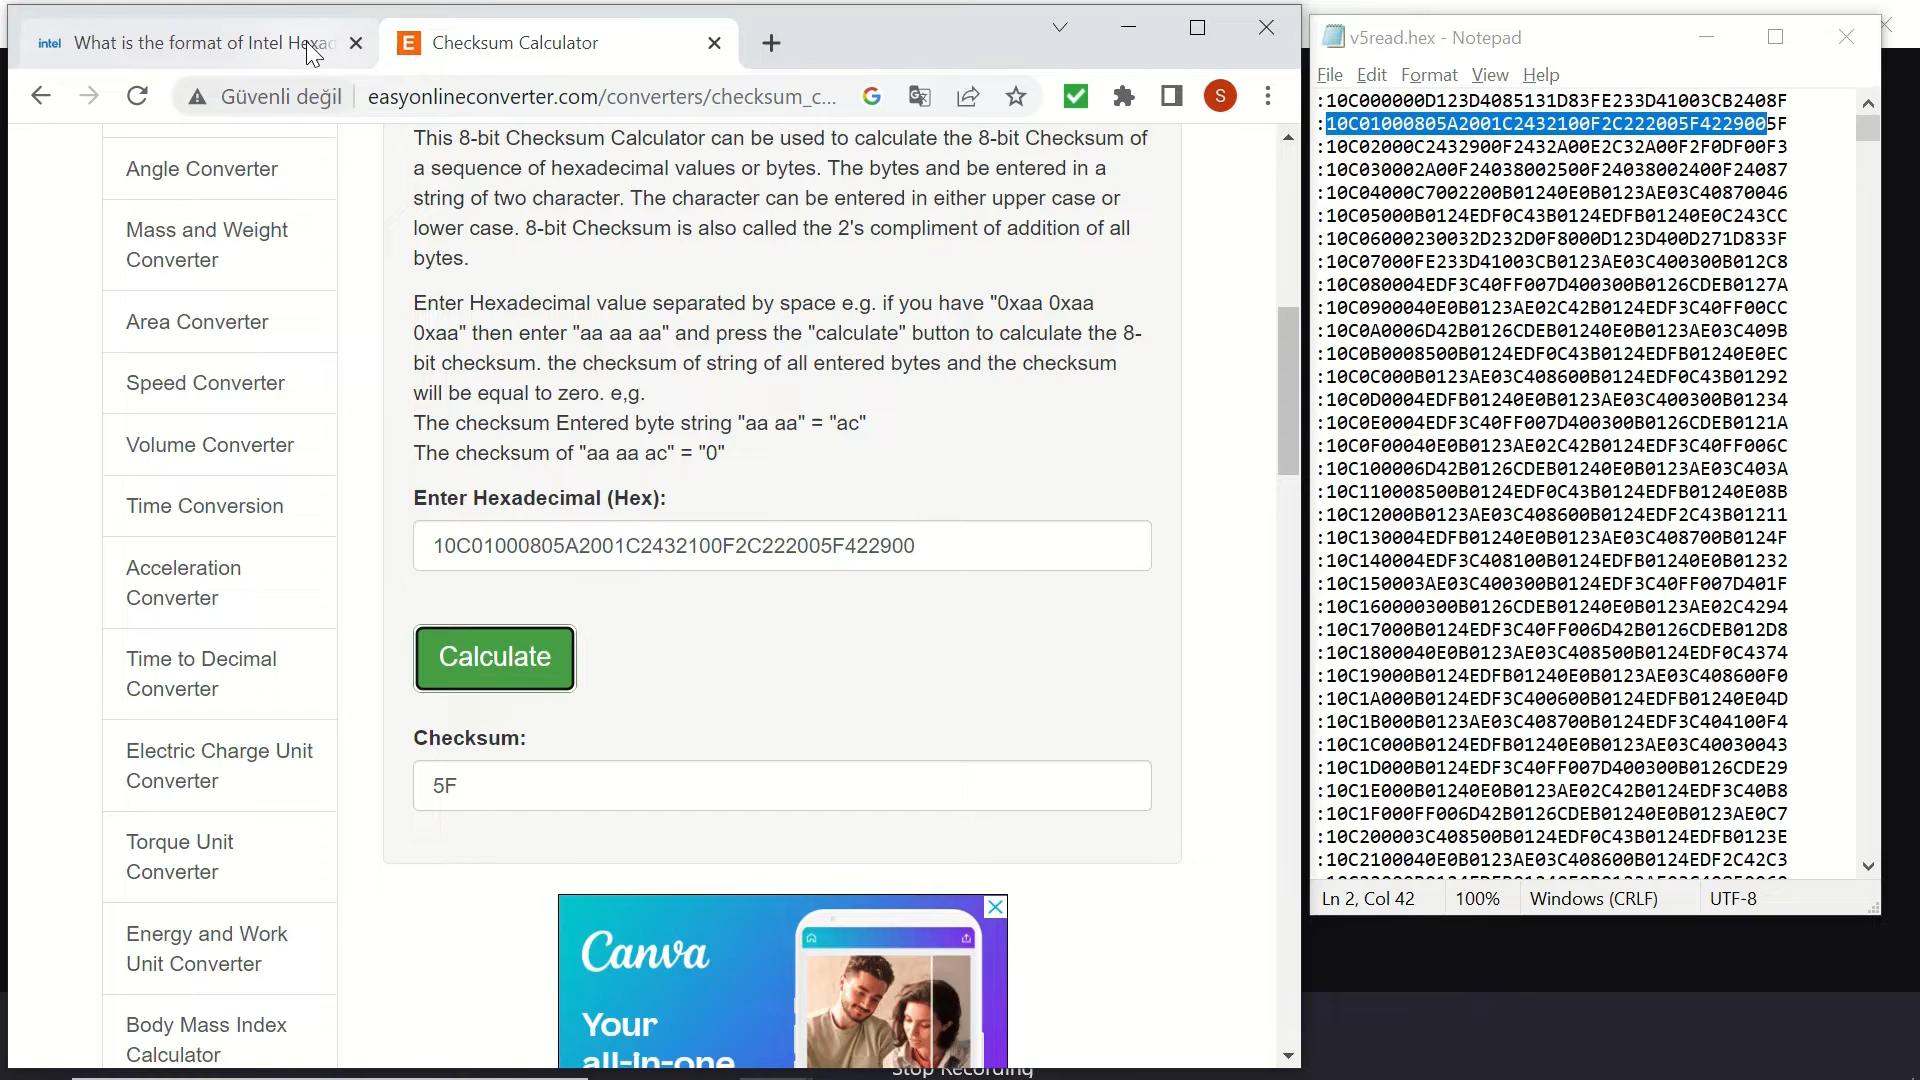 intel What is the format of Intel Hexad
E Checksum Calculator
Güvenli değil
easyonlineconverter.com/converters/checksum_c...
S
Angle Converter
Mass and Weight
Converter
Area Converter
Speed Converter
Volume Converter
Time Conversion
Acceleration
Converter
Time to Decimal
Converter
Electric Charge Unit
Converter
Torque Unit
Converter
Energy and Work
Unit Converter
Body Mass Index
Calculator
This 8-bit Checksum Calculator can be used to calculate the 8-bit Checksum of
a sequence of hexadecimal values or bytes. The bytes and be entered in a
string of two character. The character can be entered in either upper case or
lower case. 8-bit Checksum is also called the 2's compliment of addition of all
bytes.
Enter Hexadecimal value separated by space e.g. if you have "0xaa 0xaa
0xaa" then enter "aa aa aa" and press the "calculate" button to calculate the 8-
bit checksum. the checksum of string of all entered bytes and the checksum
will be equal to zero. e,g.
The checksum Entered byte string "aa aa" = "ac"
The checksum of "aa aa ac" = "0"
Enter Hexadecimal (Hex):
10C01000805A2001C2432100F2C222005F422900
Calculate
Checksum:
5F
Canva
Your
all-in-one
Stop Recording
v5read.hex - Notepad
File Edit Format View Help
:10C000000D123D4085131D83FE233D41003CB2408F
:10C01000805A2001C2432100F2C222005F4229005F
:10C02000C2432900F2432A00E2C32A00F2F0DF00F3
:10C030002A00F24038002500F24038002400F24087
:10C04000C7002200B01240E0B0123AE03C40870046
:10C05000B0124EDF0C43B0124EDFB01240E0C243CC
:10C06000230032D232D0F8000D123D400D271D833F
:10C07000FE233D41003CB0123AE03C400300B012C8
:10C080004EDF3C40FF007D400300B0126CDEB0127A
:10C0900040E0B0123AE02C42B0124EDF3C40FF00CC
:10C0A0006D42B0126CDEB01240E0B0123AE03C409B
:10C0B0008500B0124EDF0C43B0124EDFB01240E0EC
:10C0C000B0123AE03C408600B0124EDF0C43B01292
:10C0D0004EDFB01240E0B0123AE03C400300B01234
:10C0E0004EDF3C40FF007D400300B0126CDEB0121A
:10C0F00040E0B0123AE02C42B0124EDF3C40FF006C
:10C100006D42B0126CDEB01240E0B0123AE03C403A
:10C110008500B0124EDF0C43B0124EDFB01240E08B
:10C12000B0123AE03C408600B0124EDF2C43B01211
:10C130004EDFB01240E0B0123AE03C408700B0124F
:10C140004EDF3C408100B0124EDFB01240E0B01232
:10C150003AE03C400300B0124EDF3C40FF007D401F
:10C160000300B0126CDEB01240E0B0123AE02C4294
:10C17000B0124EDF3C40FF006D42B0126CDEB012D8
:10C1800040E0B0123AE03C408500B0124EDF0C4374
:10C19000B0124EDFB01240E0B0123AE03C408600F0
:10C1A000B0124EDF3C400600B0124EDFB01240E04D
:10C1B000B0123AE03C408700B0124EDF3C404100F4
:10C1C000B0124EDFB01240E0B0123AE03C40030043
:10C1D000B0124EDF3C40FF007D400300B0126CDE29
:10C1E000B01240E0B0123AE02C42B0124EDF3C40B8
:10C1F000FF006D42B0126CDEB01240E0B0123AE0C7
:10C200003C408500B0124EDF0C43B0124EDFB0123E
:10C2100040E0B0123AE03C408600B0124EDF2C42C3
Ln 2, Col 42 100% Windows (CRLF) UTF-8